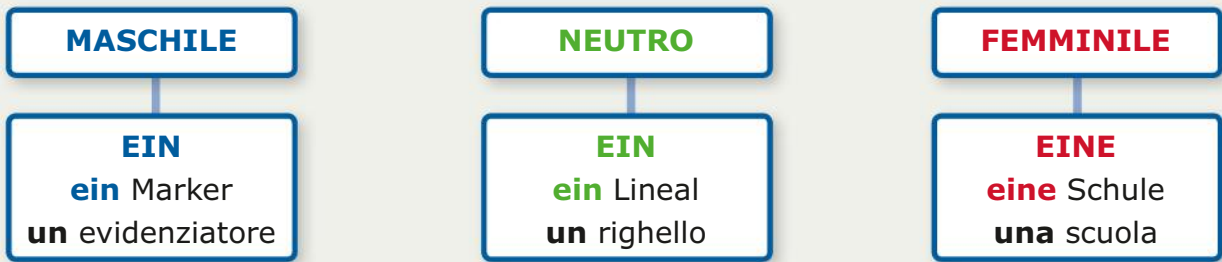 MASCHILE
EIN
ein Marker
un evidenziatore
NEUTRO
EIN
ein Lineal
un righello
FEMMINILE
EINE
eine Schule
una scuola